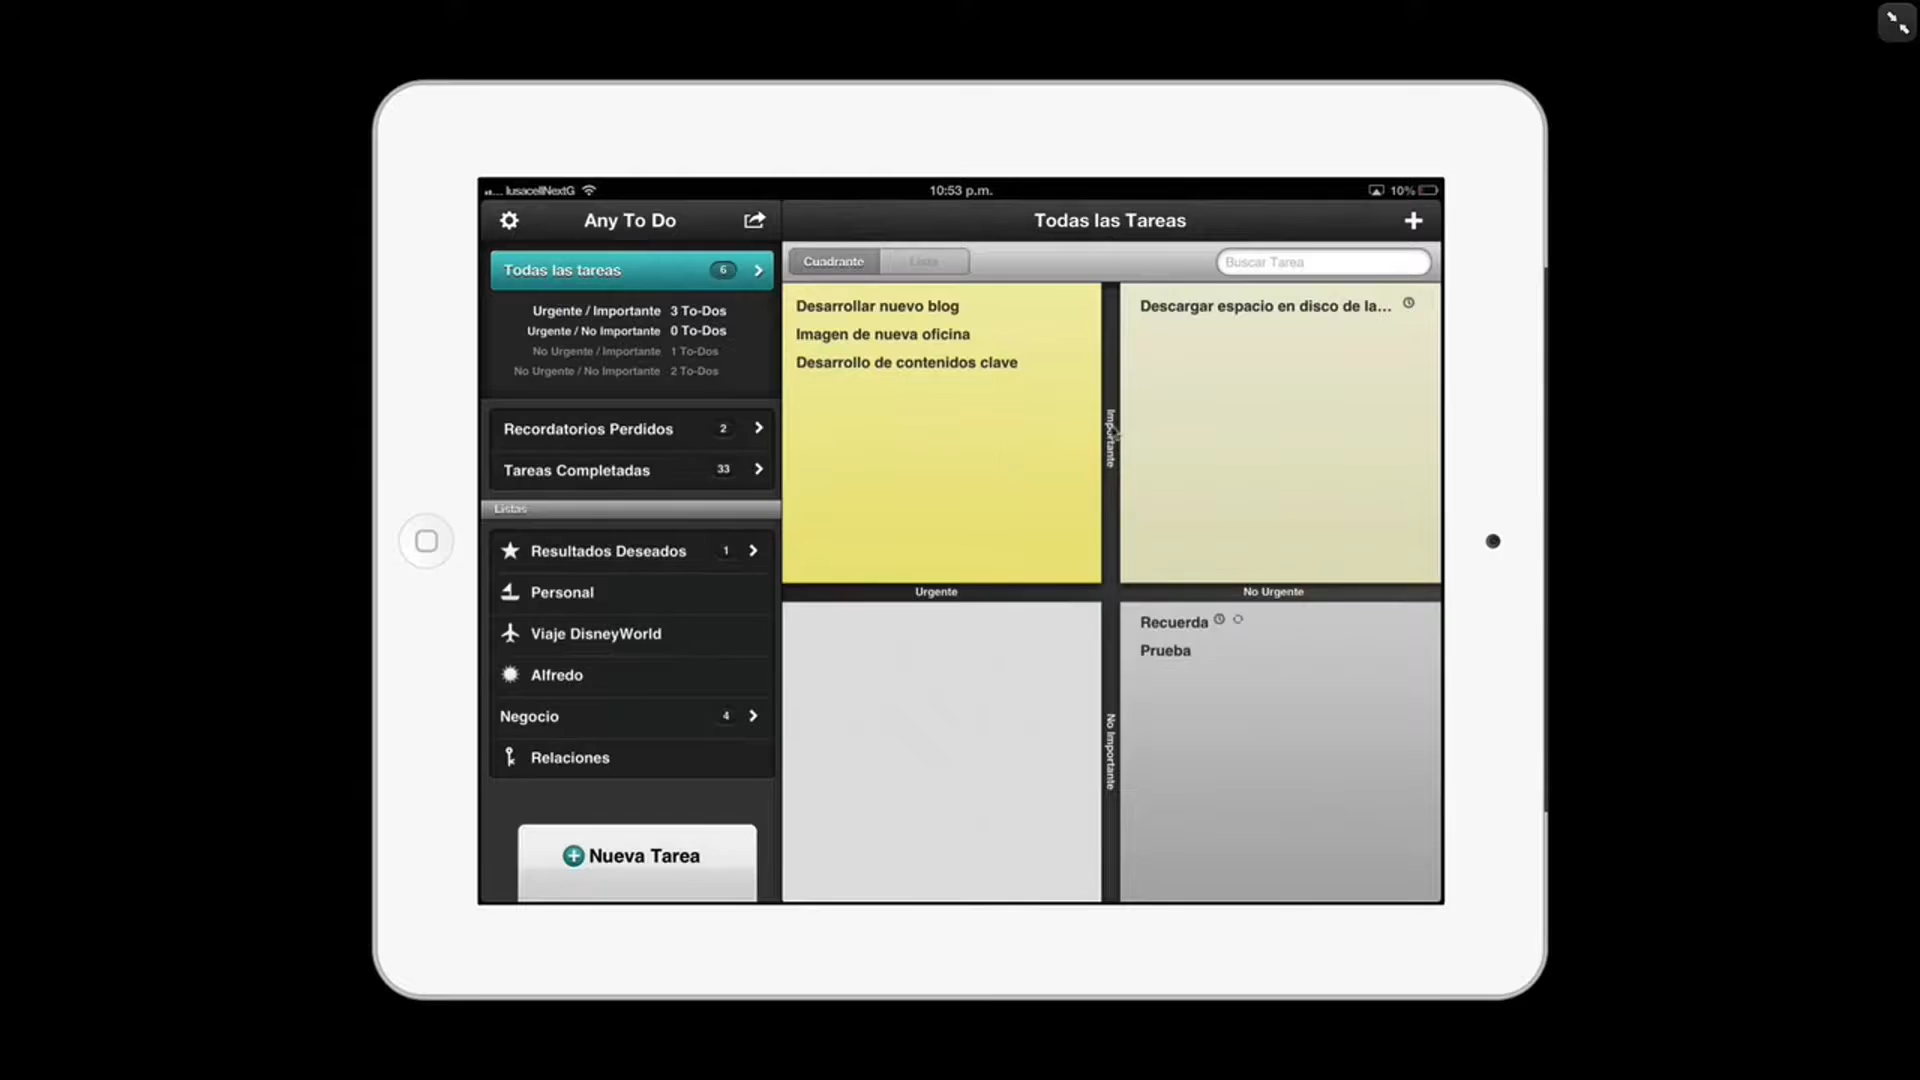 IusacellNextG
10:53 p.m.
10%
Any To Do
Todas las Tareas
Todas las tareas 6
Urgente / Importante 3 To-Dos
Urgente / No Importante 0 To-Dos
No Urgente / Importante 1 To-Dos
No Urgente / No Importante 2 To-Dos
Recordatorios Perdidos 2
Tareas Completadas 33
Listas
Resultados Deseados 1
Personal
Viaje DisneyWorld
Alfredo
Negocio 4
Relaciones
Nueva Tarea
Cuadrante
Lista
Buscar Tarea
Desarrollar nuevo blog
Imagen de nueva oficina
Desarrollo de contenidos clave
Importante
Descargar espacio en disco de la...
Urgente
No Urgente
No Importante
Recuerda
Prueba